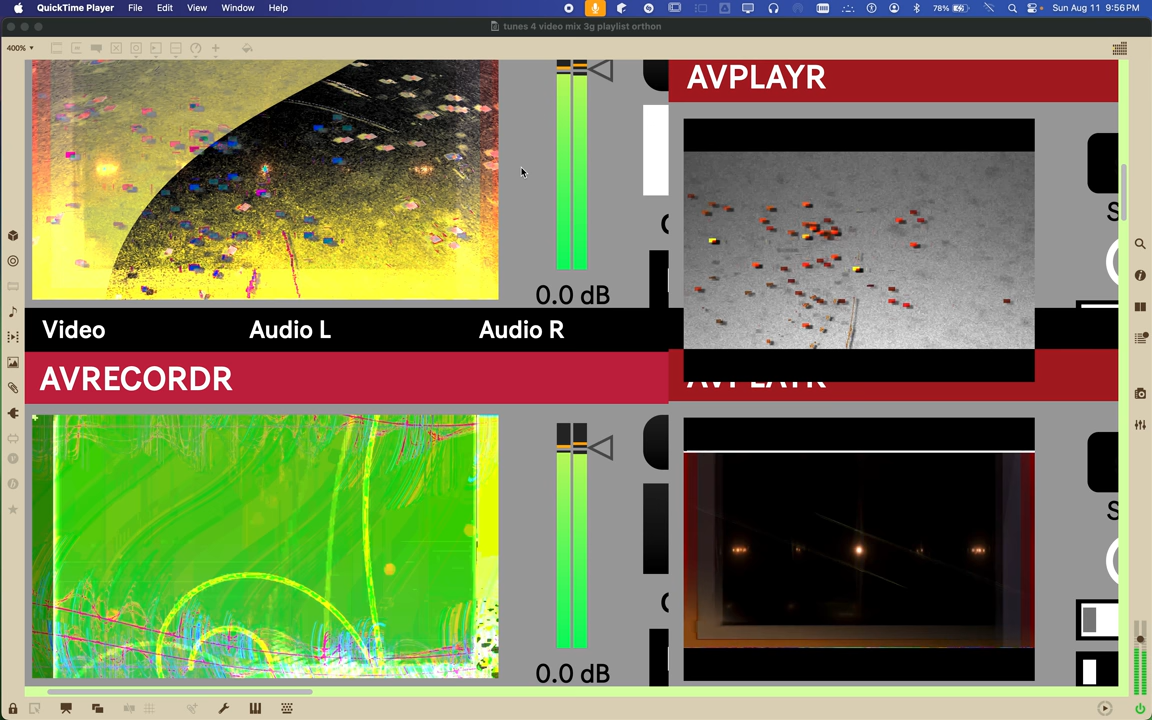 QuickTime Player File Edit View Window Help 78% Sun Aug 11 9:56 PM
tunes 4 video mix 3g playlist orthon
400%
AVPLAYR
0.0 dB
Video Audio L Audio R
AVRECORDR
AVPLAYR
0.0 dB